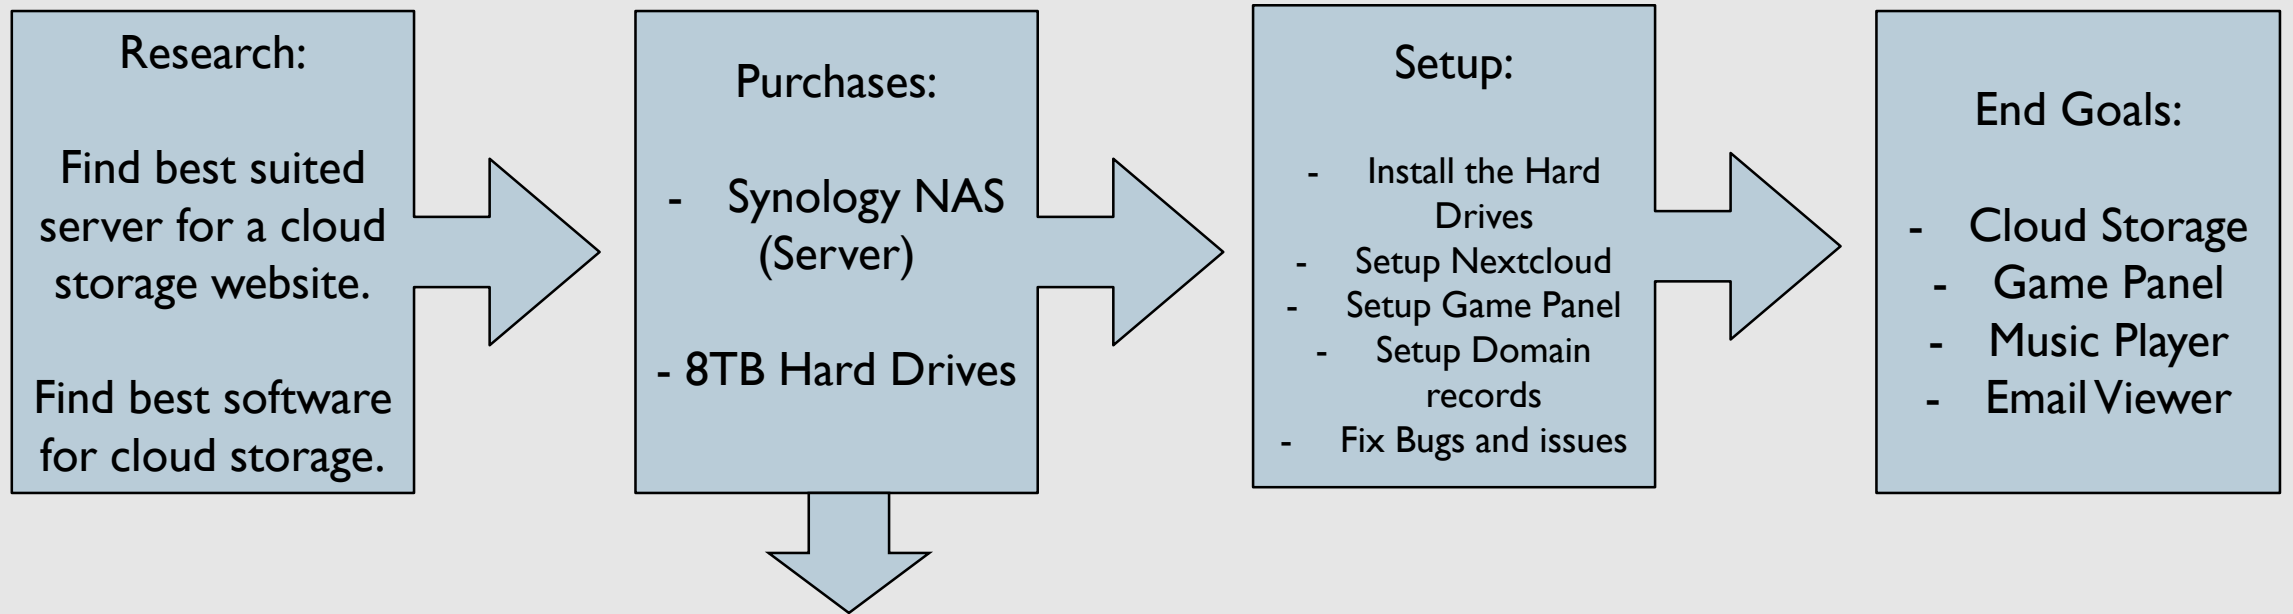 Research:
Find best suited
server for a cloud
storage website.
Find best software
for cloud storage.
Purchases:
- Synology NAS
(Server)
- 8TB Hard Drives
Setup:
- Install the Hard
Drives
- Setup Nextcloud
- Setup Game Panel
- Setup Domain
records
- Fix Bugs and issues
End Goals:
- Cloud Storage
- Game Panel
- Music Player
- Email Viewer